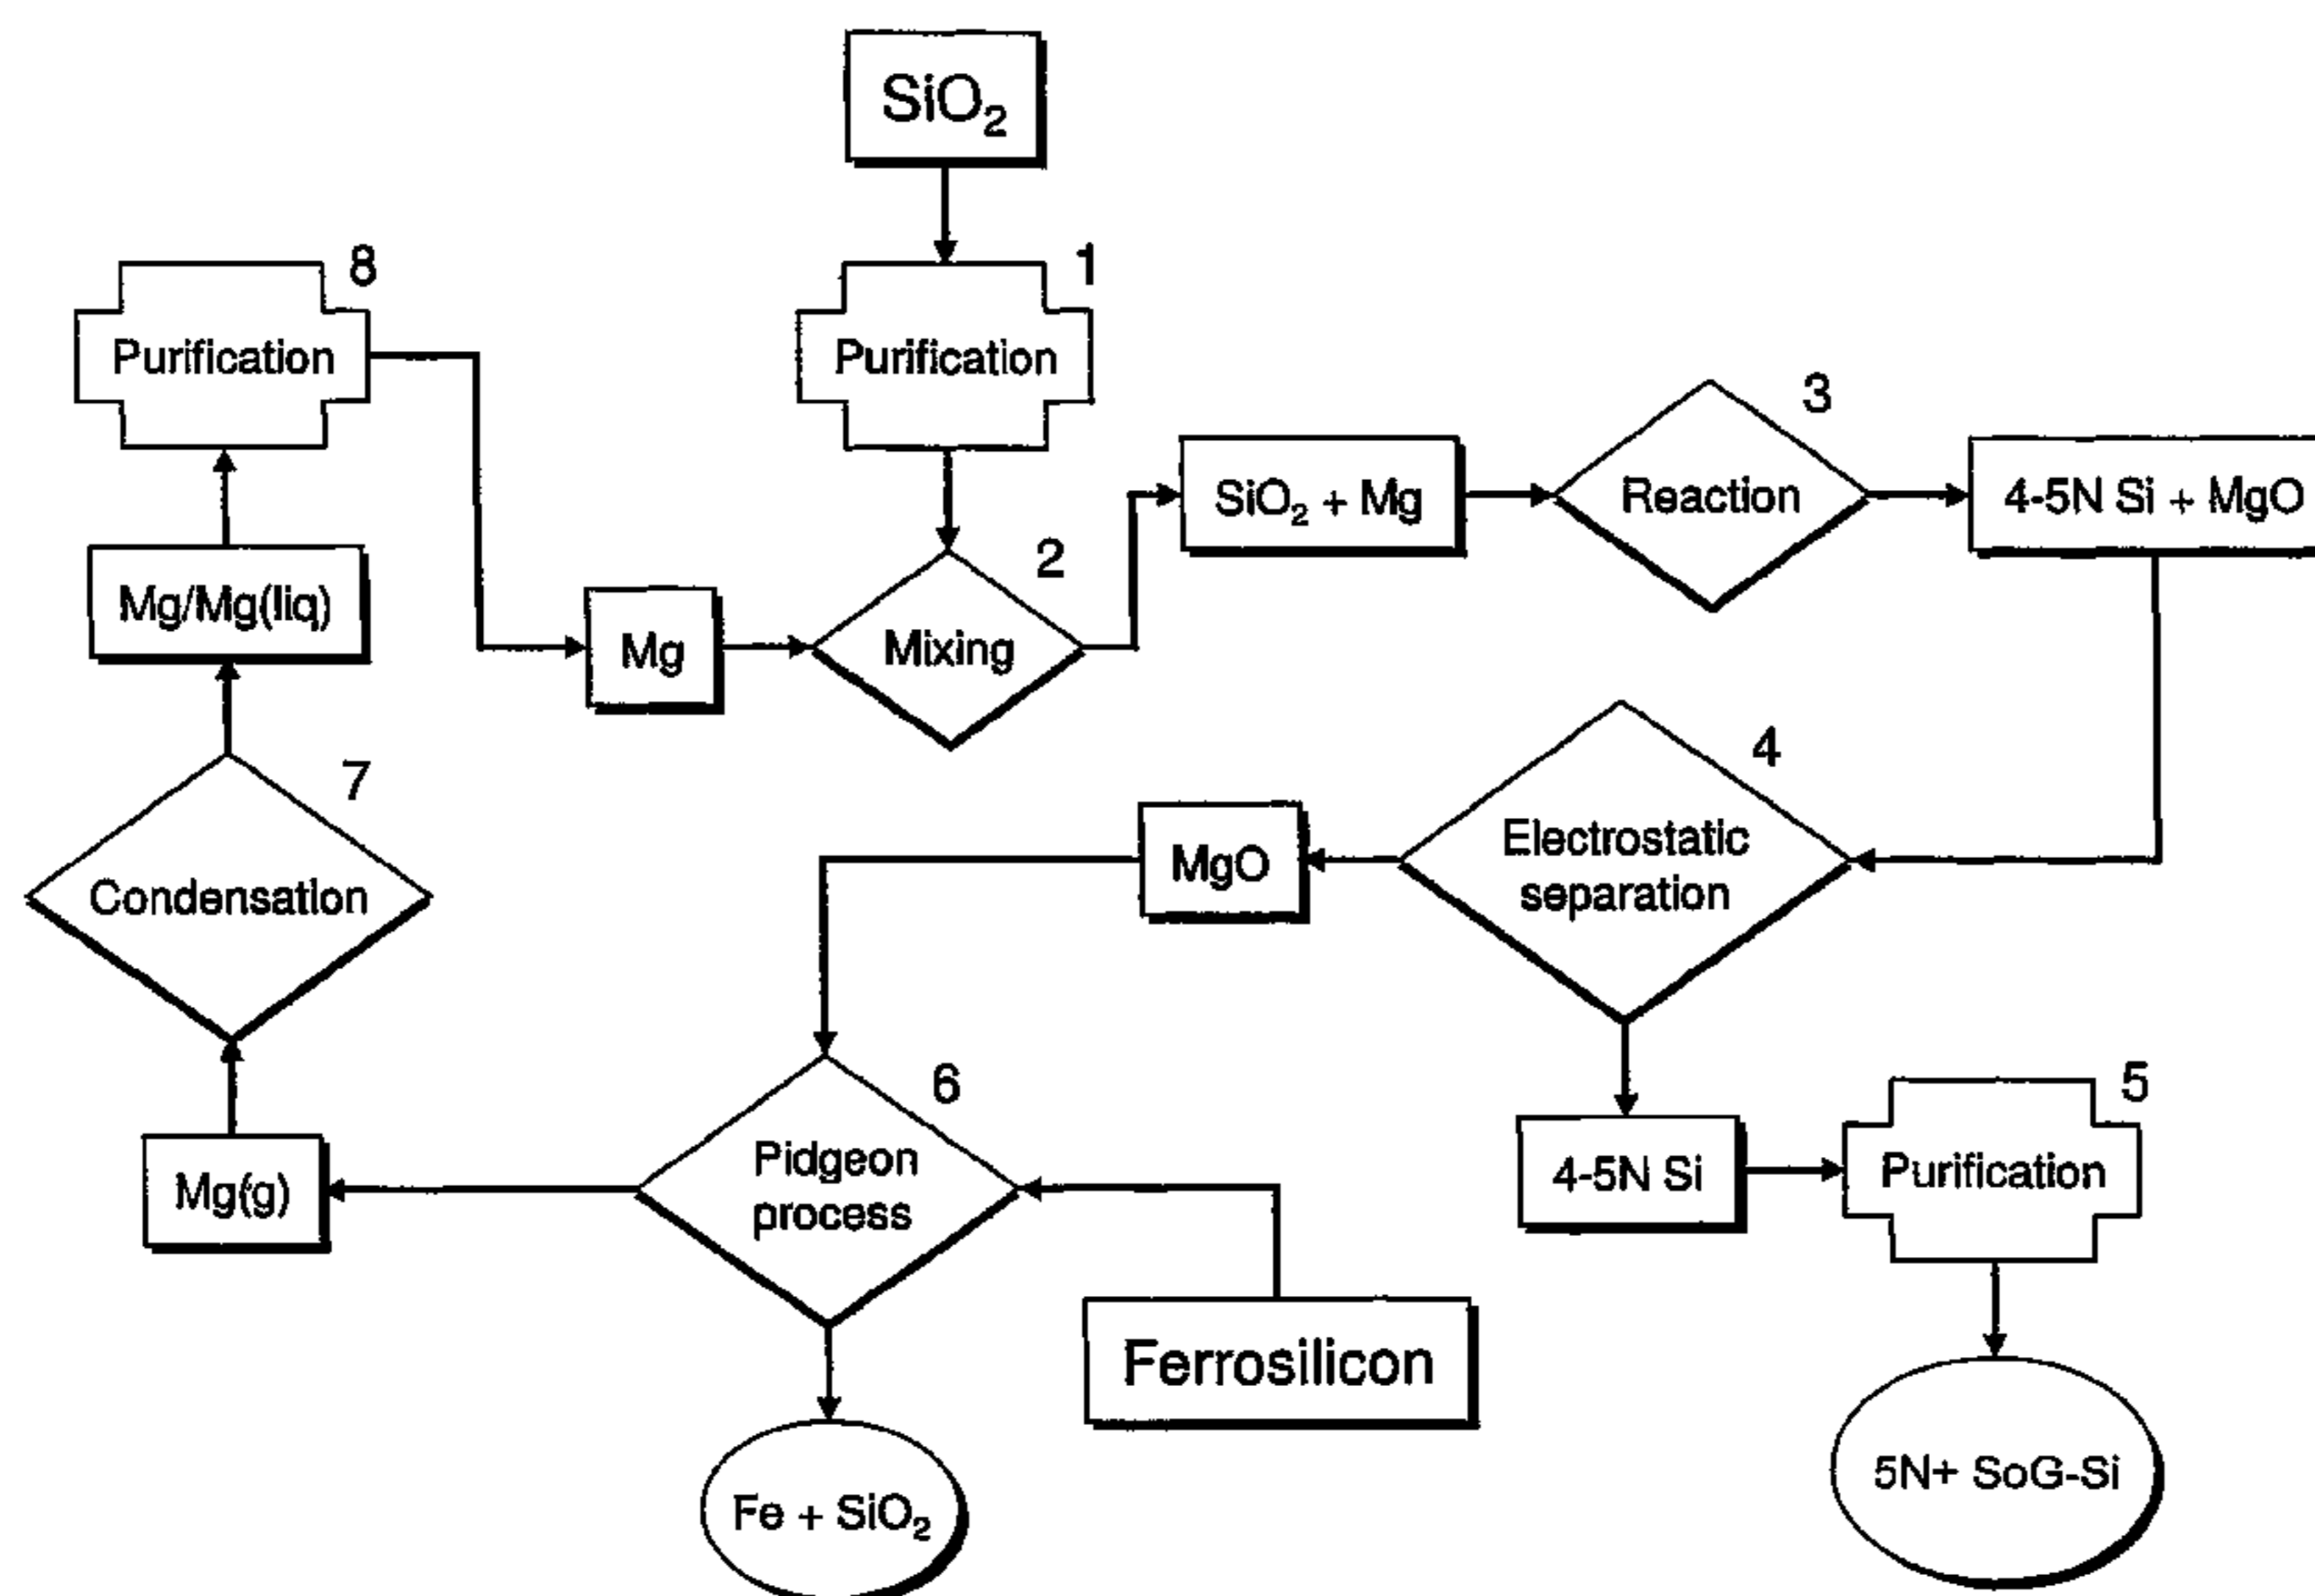 SiO₂
8
Purification
1
Purification
3
SiO₂ + Mg
Reaction
4-5N Si + MgO
2
Mg/Mg(liq)
Mg
Mixing
4
7
Electrostatic
separation
MgO
Condensation
6
5
Pidgeon
process
Mg(g)
4-5N Si
Purification
Ferrosilicon
5N+ SoG-Si
Fe + SiO₂